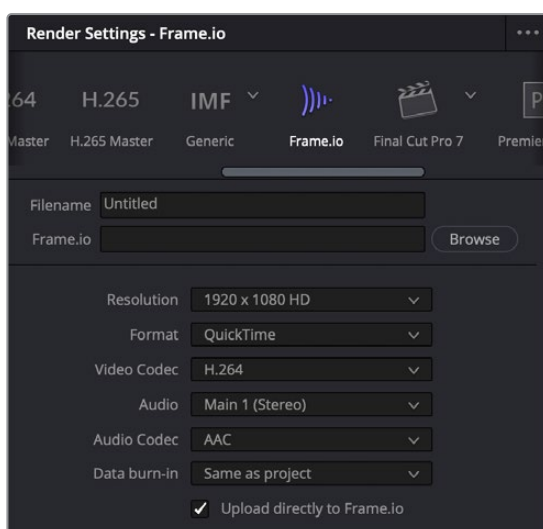 Render Settings - Frame.io
264 H.265 IMF
Master H.265 Master Generic Frame.io Final Cut Pro 7 Premie
Filename Untitled
Frame.io Browse
Resolution 1920 x 1080 HD
Format QuickTime
Video Codec H.264
Audio Main 1 (Stereo)
Audio Codec AAC
Data burn-in Same as project
Upload directly to Frame.io